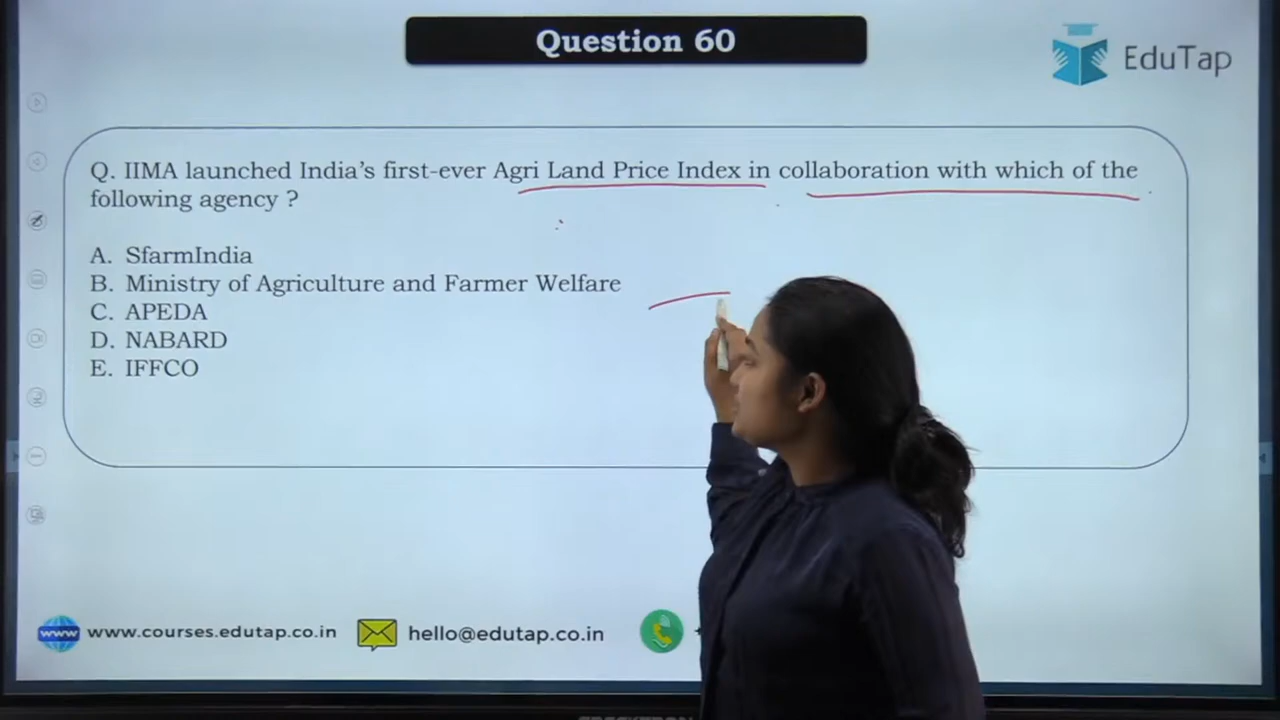 Question 60
EduTap
Q. IIMA launched India's first-ever Agri Land Price Index in collaboration with which of the
following agency ?
A. SfarmIndia
B. Ministry of Agriculture and Farmer Welfare
C. APEDA
D. NABARD
E. IFFCO
www www.courses.edutap.co.in hello@edutap.co.in